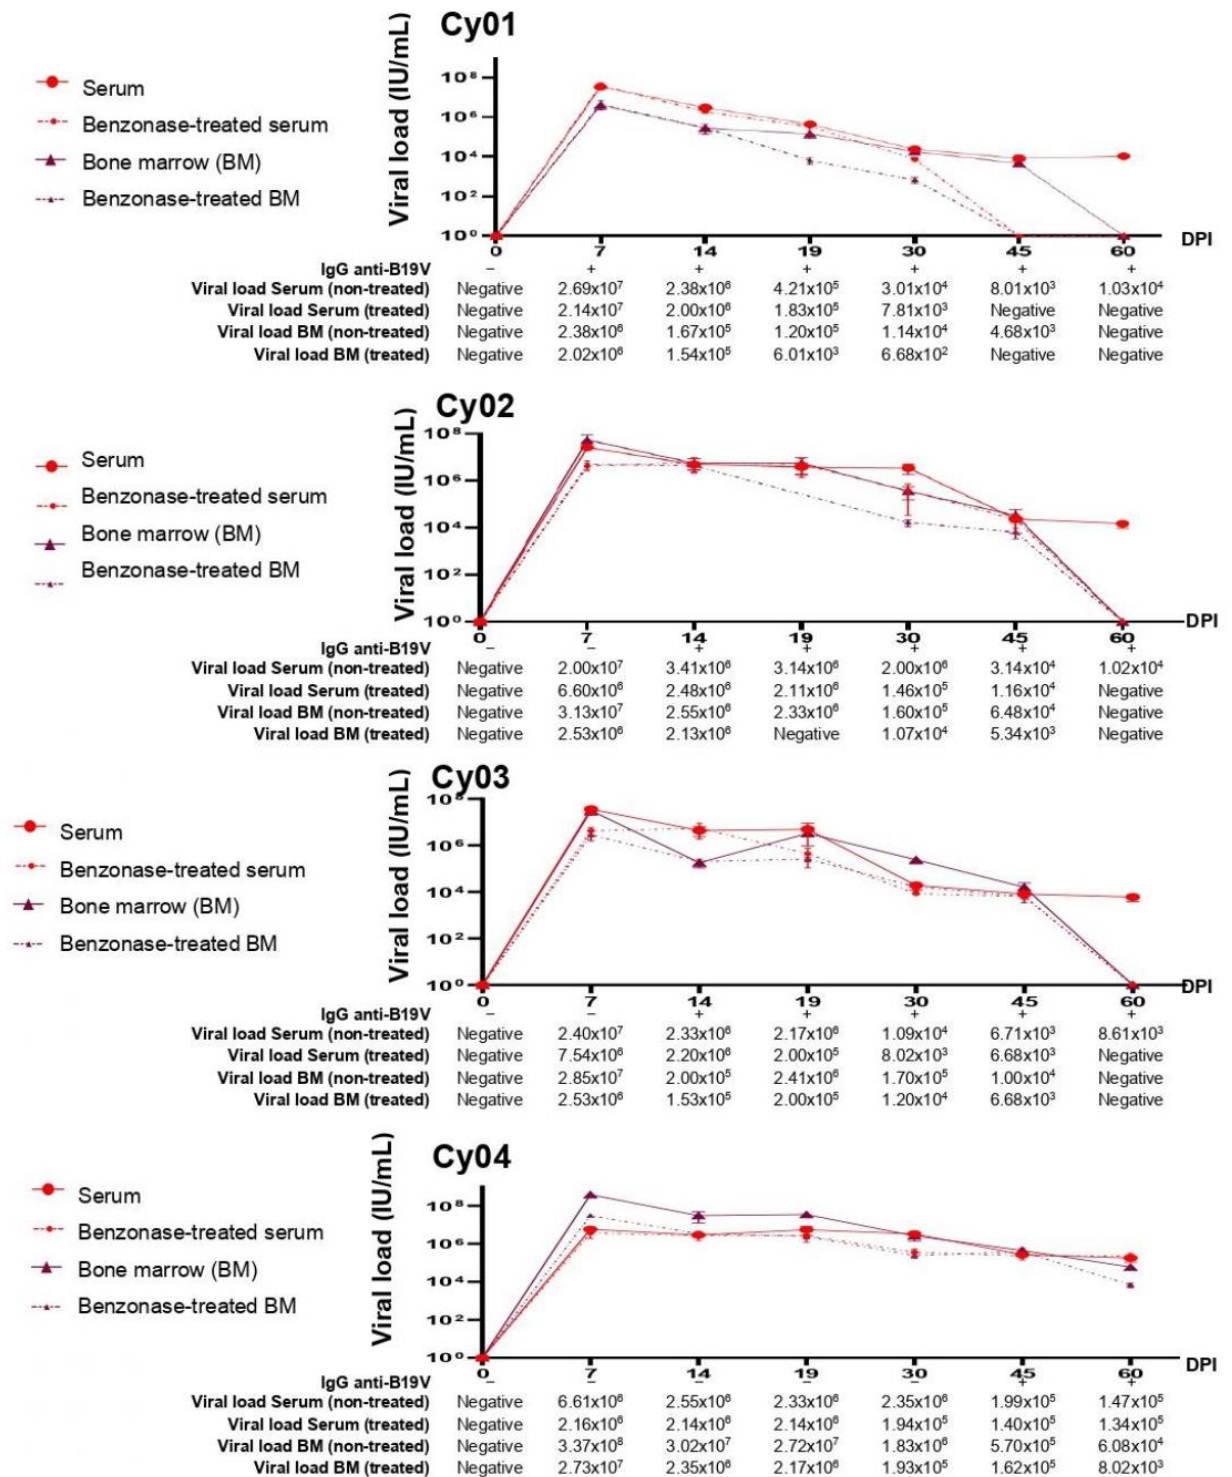 Cy01
Viral load (IU/mL)
Serum
Benzonase-treated serum
Bone marrow (BM)
Benzonase-treated BM
10⁸
10⁶
10⁴
10²
10⁰
0 7 14 19 30 45 60 DPI
IgG anti-B19V − + + + + + +
Viral load Serum (non-treated) Negative 2.69x10⁷ 2.38x10⁶ 4.21x10⁵ 3.01x10⁴ 8.01x10³ 1.03x10⁴
Viral load Serum (treated) Negative 2.14x10⁷ 2.00x10⁶ 1.83x10⁵ 7.81x10³ Negative Negative
Viral load BM (non-treated) Negative 2.38x10⁶ 1.67x10⁵ 1.20x10⁵ 1.14x10⁴ 4.68x10³ Negative
Viral load BM (treated) Negative 2.02x10⁶ 1.54x10⁵ 6.01x10³ 6.68x10² Negative Negative
Cy02
Viral load (IU/mL)
Serum
Benzonase-treated serum
Bone marrow (BM)
Benzonase-treated BM
10⁸
10⁶
10⁴
10²
10⁰
0 7 14 19 30 45 60 DPI
IgG anti-B19V − − + + + + +
Viral load Serum (non-treated) Negative 2.00x10⁷ 3.41x10⁶ 3.14x10⁶ 2.00x10⁶ 3.14x10⁴ 1.02x10⁴
Viral load Serum (treated) Negative 6.60x10⁶ 2.48x10⁶ 2.11x10⁶ 1.46x10⁵ 1.16x10⁴ Negative
Viral load BM (non-treated) Negative 3.13x10⁷ 2.55x10⁶ 2.33x10⁶ 1.60x10⁵ 6.48x10⁴ Negative
Viral load BM (treated) Negative 2.53x10⁶ 2.13x10⁶ Negative 1.07x10⁴ 5.34x10³ Negative
Cy03
Viral load (IU/mL)
Serum
Benzonase-treated serum
Bone marrow (BM)
Benzonase-treated BM
10⁸
10⁶
10⁴
10²
10⁰
0 7 14 19 30 45 60 DPI
IgG anti-B19V − − + + + + +
Viral load Serum (non-treated) Negative 2.40x10⁷ 2.33x10⁶ 2.17x10⁶ 1.09x10⁴ 6.71x10³ 8.61x10³
Viral load Serum (treated) Negative 7.54x10⁶ 2.20x10⁶ 2.00x10⁵ 8.02x10³ 6.68x10³ Negative
Viral load BM (non-treated) Negative 2.85x10⁷ 2.00x10⁵ 2.41x10⁶ 1.70x10⁵ 1.00x10⁴ Negative
Viral load BM (treated) Negative 2.53x10⁶ 1.53x10⁵ 2.00x10⁵ 1.20x10⁴ 6.68x10³ Negative
Cy04
Viral load (IU/mL)
Serum
Benzonase-treated serum
Bone marrow (BM)
Benzonase-treated BM
10⁸
10⁶
10⁴
10²
10⁰
0 7 14 19 30 45 60 DPI
IgG anti-B19V − − − − − + +
Viral load Serum (non-treated) Negative 6.61x10⁶ 2.55x10⁶ 2.33x10⁶ 2.35x10⁶ 1.99x10⁵ 1.47x10⁵
Viral load Serum (treated) Negative 2.16x10⁶ 2.14x10⁶ 2.14x10⁶ 1.94x10⁵ 1.40x10⁵ 1.34x10⁵
Viral load BM (non-treated) Negative 3.37x10⁸ 3.02x10⁷ 2.72x10⁷ 1.83x10⁶ 5.70x10⁵ 6.08x10⁴
Viral load BM (treated) Negative 2.73x10⁷ 2.35x10⁶ 2.17x10⁶ 1.93x10⁵ 1.62x10⁵ 8.02x10³